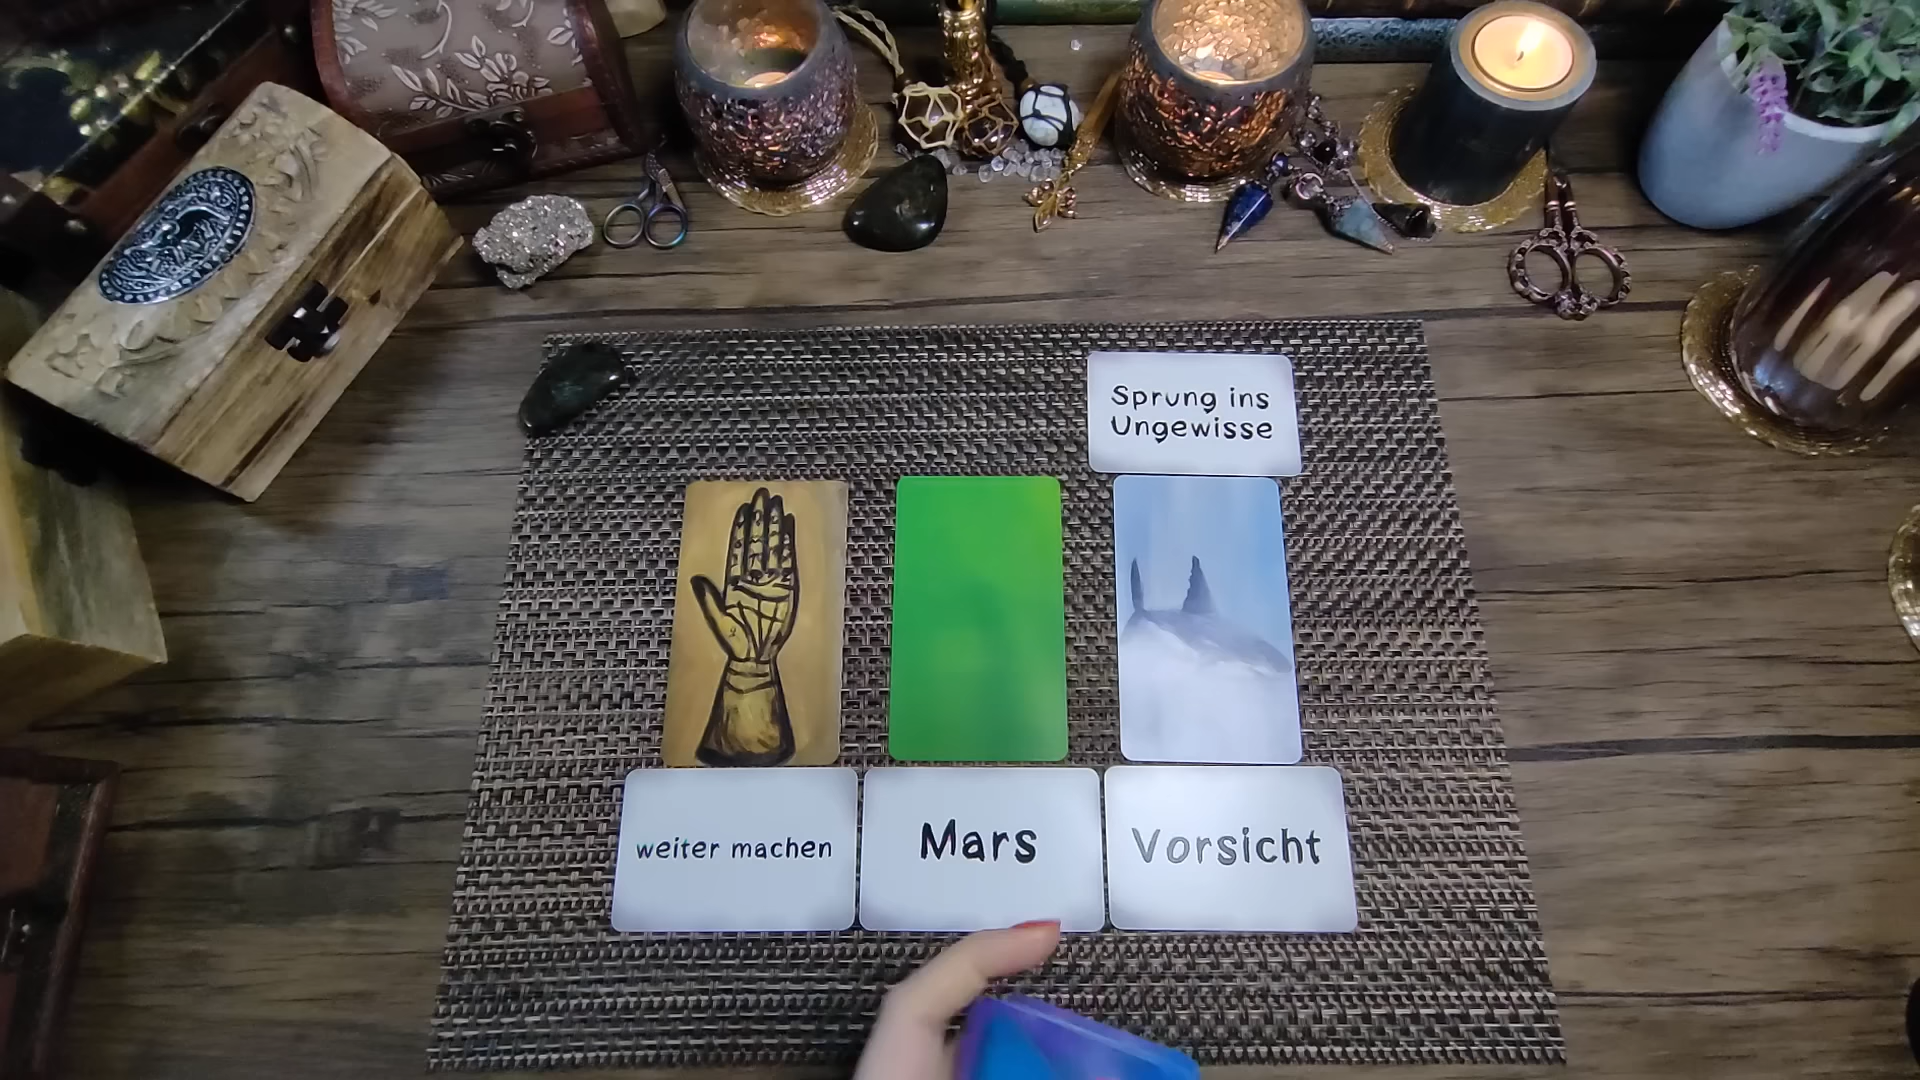 Sprung ins
Ungewisse
weiter machen
Mars
Vorsicht